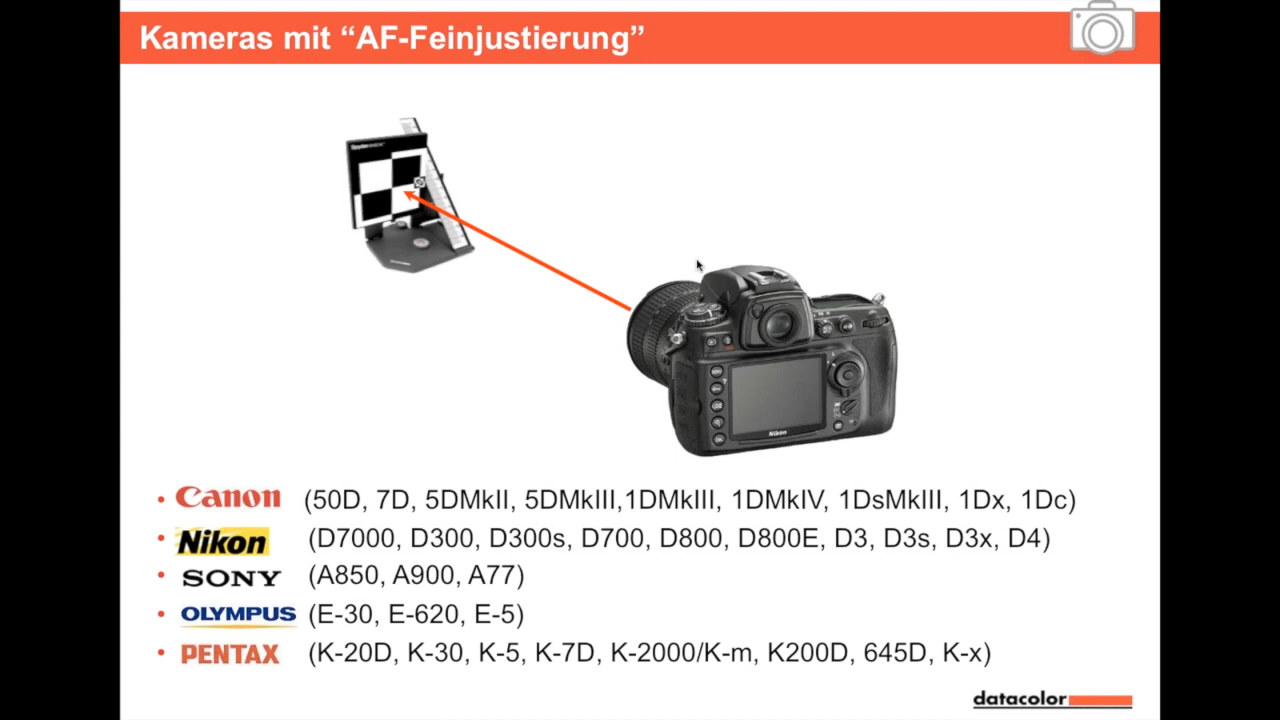 Kameras mit “AF-Feinjustierung”
Nikon
• Canon (50D, 7D, 5DMkII, 5DMkIII,1DMkIII, 1DMkIV, 1DsMkIII, 1Dx, 1Dc)
• Nikon (D7000, D300, D300s, D700, D800, D800E, D3, D3s, D3x, D4)
• SONY (A850, A900, A77)
• OLYMPUS (E-30, E-620, E-5)
• PENTAX (K-20D, K-30, K-5, K-7D, K-2000/K-m, K200D, 645D, K-x)
datacolor